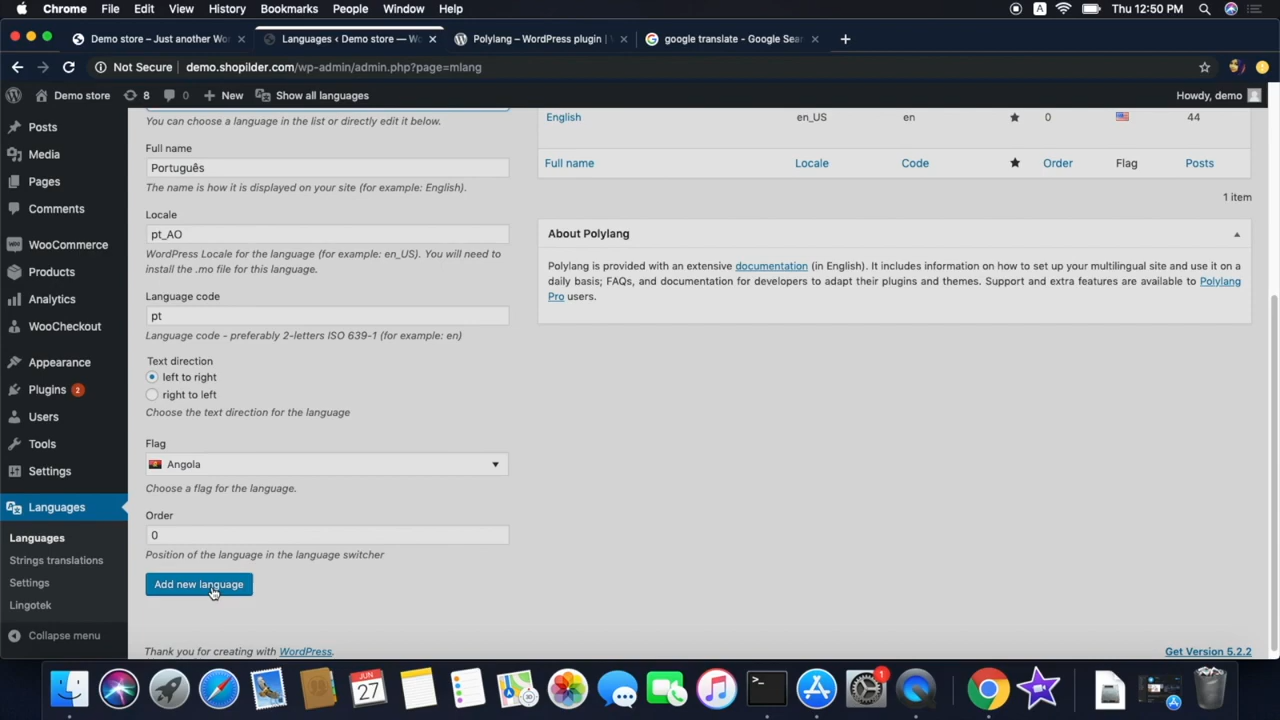 Chrome File Edit View History Bookmarks People Window Help
A Thu 12:50 PM
Demo store – Just another Wo
Languages ‹ Demo store — W
Polylang – WordPress plugin |
google translate - Google Sear
Not Secure demo.shopilder.com/wp-admin/admin.php?page=mlang
Demo store 8 0 New Show all languages Howdy, demo
Posts
Media
Pages
Comments
WooCommerce
Products
Analytics
WooCheckout
Appearance
Plugins 2
Users
Tools
Settings
Languages
Languages
Strings translations
Settings
Lingotek
Collapse menu
You can choose a language in the list or directly edit it below.
Full name
Português
The name is how it is displayed on your site (for example: English).
Locale
pt_AO
WordPress Locale for the language (for example: en_US). You will need to
install the .mo file for this language.
Language code
pt
Language code - preferably 2-letters ISO 639-1 (for example: en)
Text direction
left to right
right to left
Choose the text direction for the language
Flag
Angola
Choose a flag for the language.
Order
0
Position of the language in the language switcher
Add new language
English en_US en 0 44
Full name Locale Code Order Flag Posts
1 item
About Polylang
Polylang is provided with an extensive documentation (in English). It includes information on how to set up your multilingual site and use it on a
daily basis; FAQs, and documentation for developers to adapt their plugins and themes. Support and extra features are available to Polylang
Pro users.
Thank you for creating with WordPress.
Get Version 5.2.2
JUN
27
1